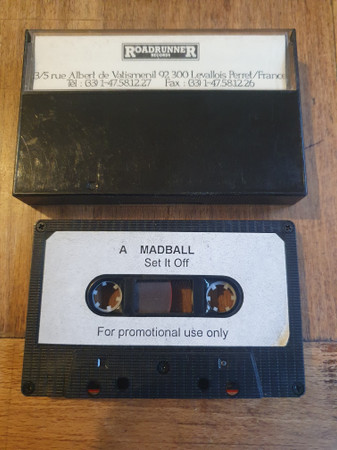 ROADRUNNER
RECORDS
3/5 rue Albert de Vatismenil 92 300 Levallois Perret/France
☎ : (33) 1-47.58.12.27 Fax : (33) 1-47.58.12.26
A MADBALL
Set It Off
For promotional use only